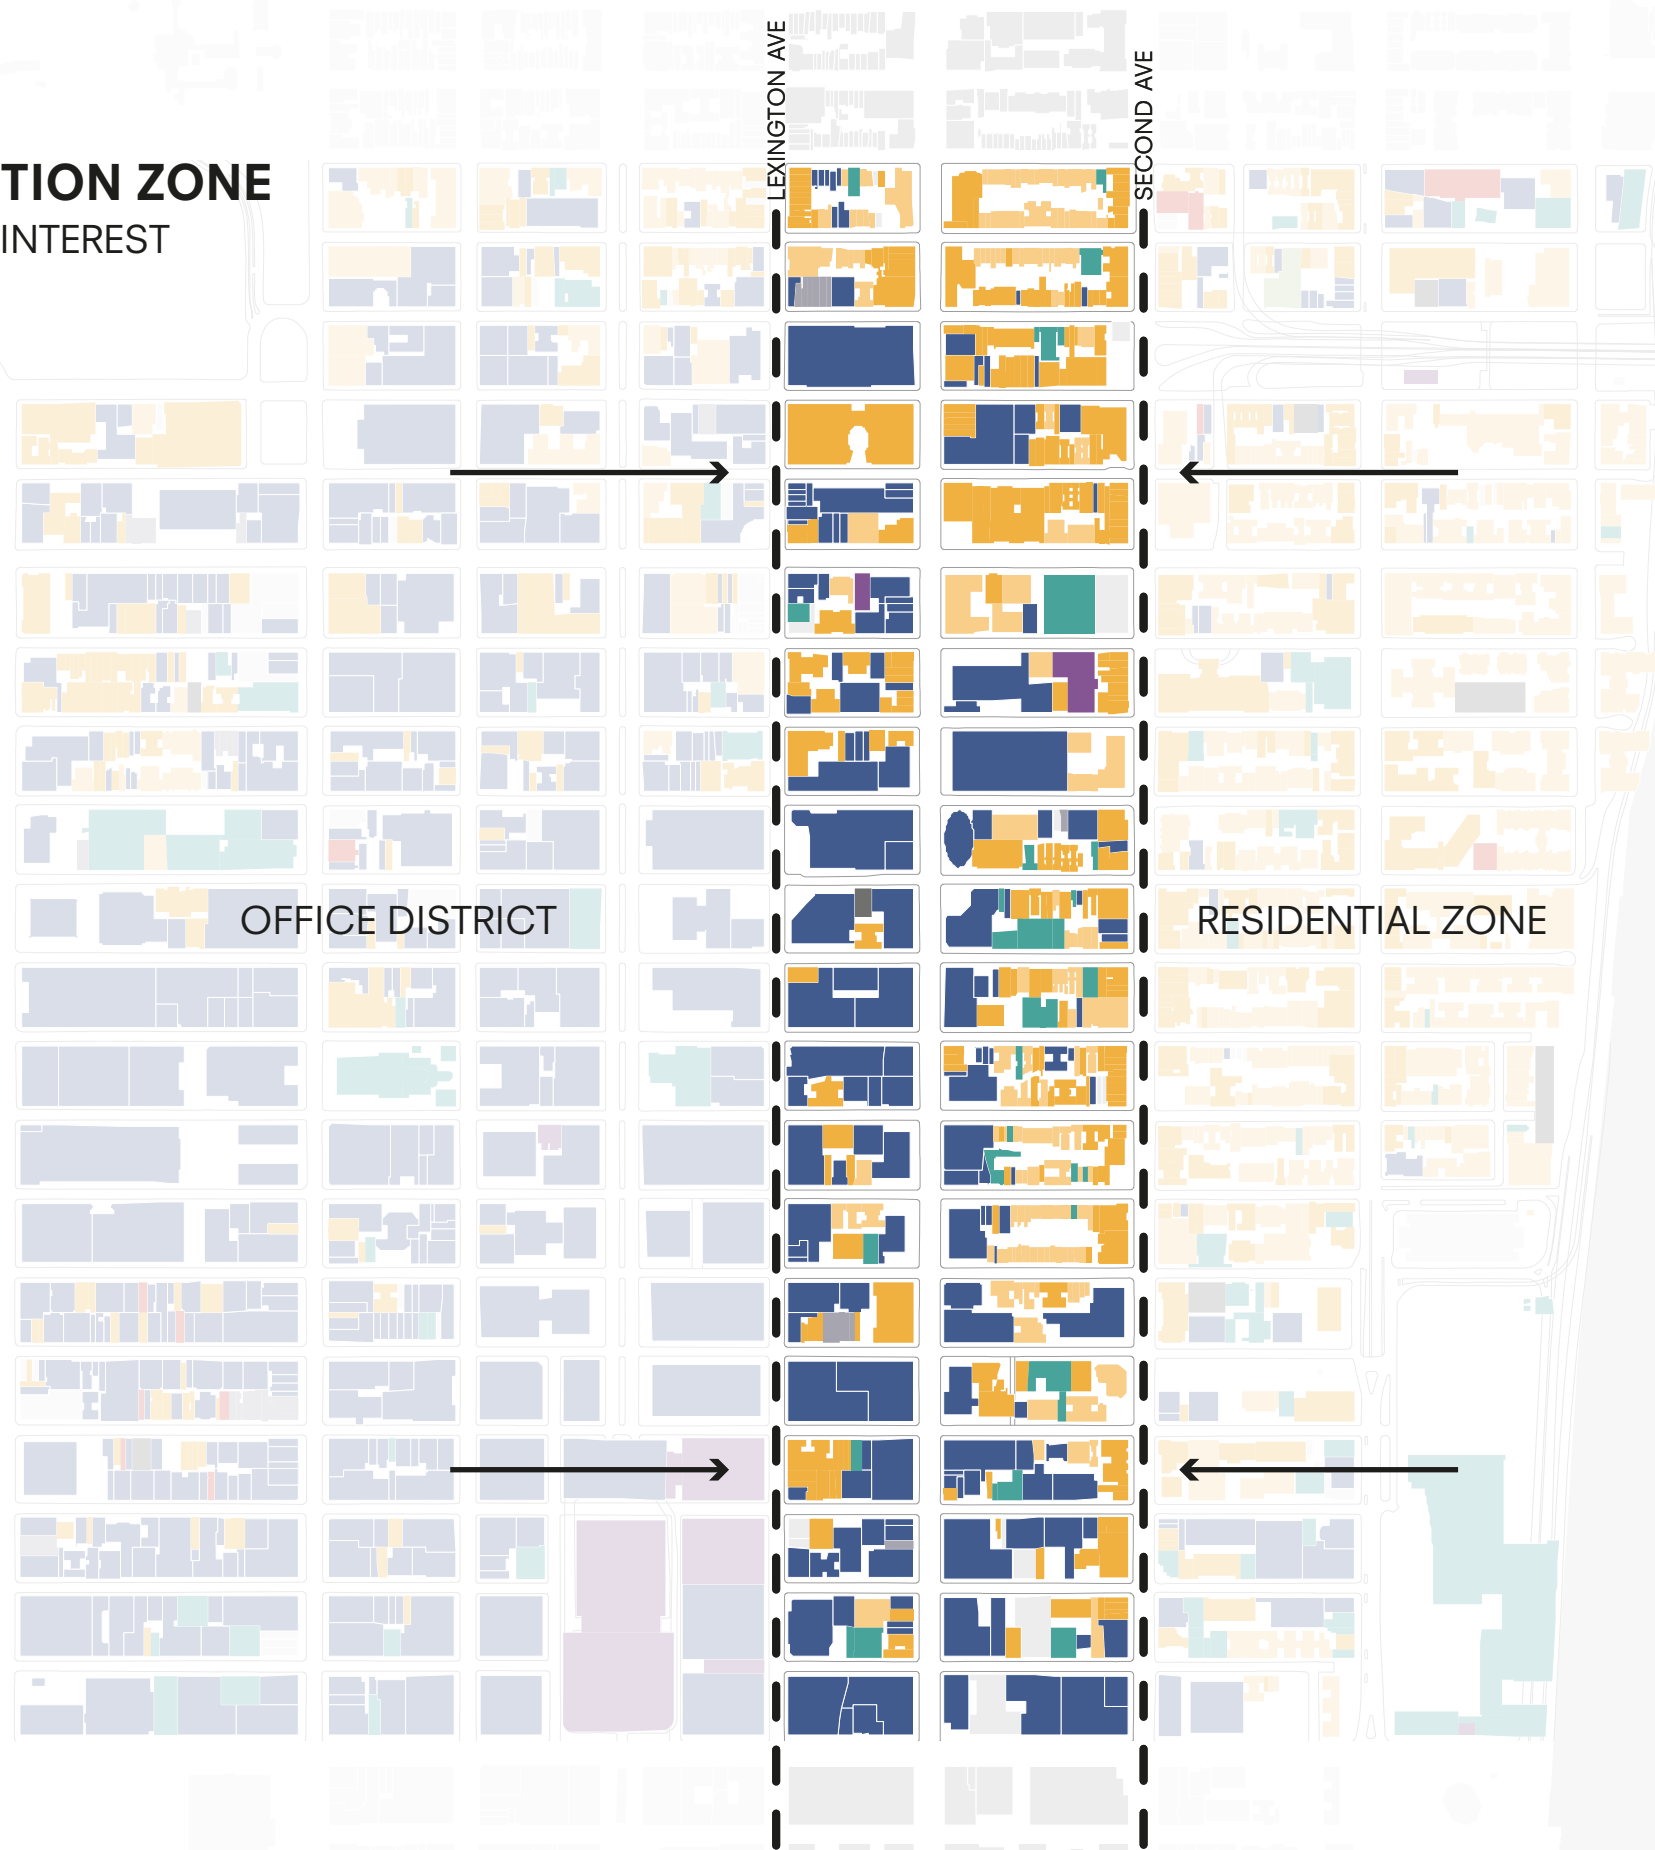 LEXINGTON AVE
SECOND AVE
TION ZONE
INTEREST
OFFICE DISTRICT
RESIDENTIAL ZONE